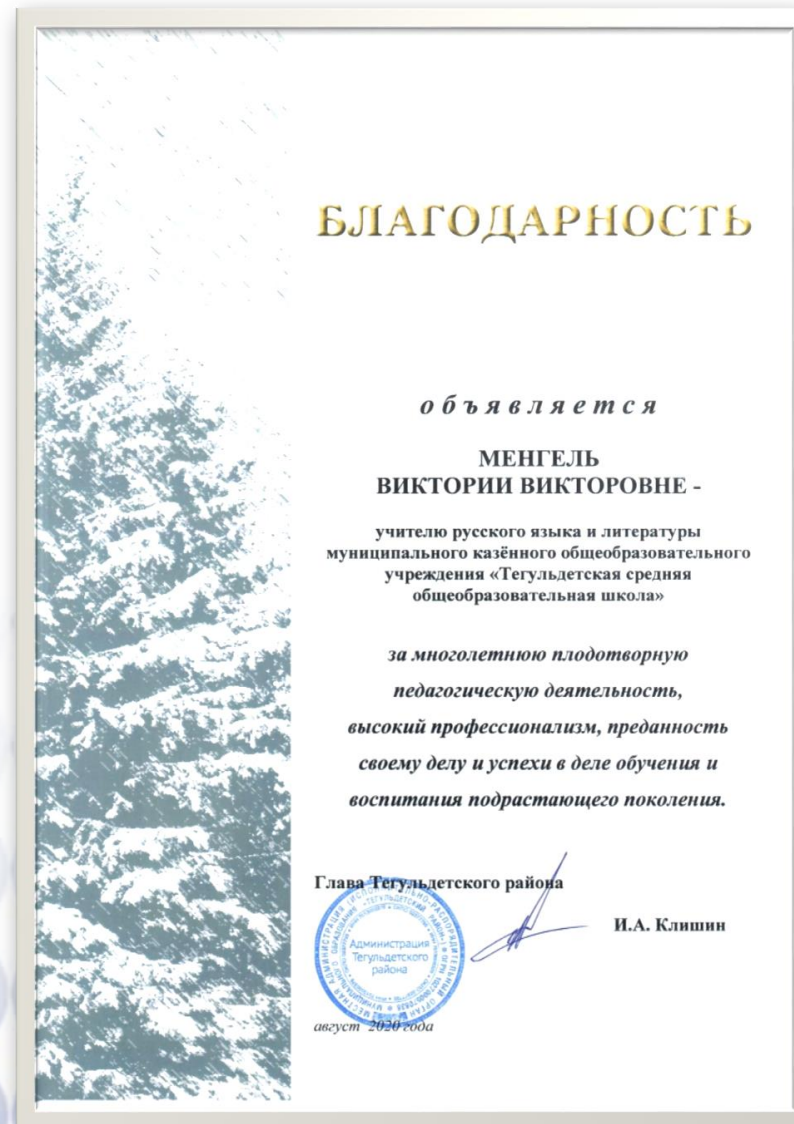 БЛАГОДАРНОСТЬ
объявляется
МЕНГЕЛЬ
ВИКТОРИИ ВИКТОРОВНЕ -
учителю русского языка и литературы
муниципального казённого общеобразовательного
учреждения «Тегульдетская средняя
общеобразовательная школа»
за многолетнюю плодотворную
педагогическую деятельность,
высокий профессионализм, преданность
своему делу и успехи в деле обучения и
воспитания подрастающего поколения.
Глава Тегульдетского района
И.А. Клишин
Администрация
Тегульдетского
района
август 2020 года